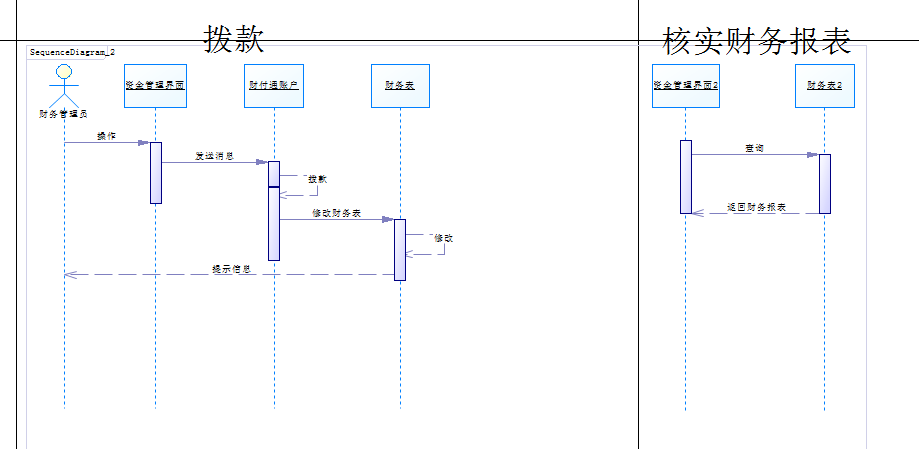 拨款
核实财务报表
SequenceDiagram_2
资金管理界面
财付通账户
财务表
资金管理界面2
财务表2
财务管理员
操作
发送消息
拨款
修改财务表
修改
提示信息
查询
返回财务报表